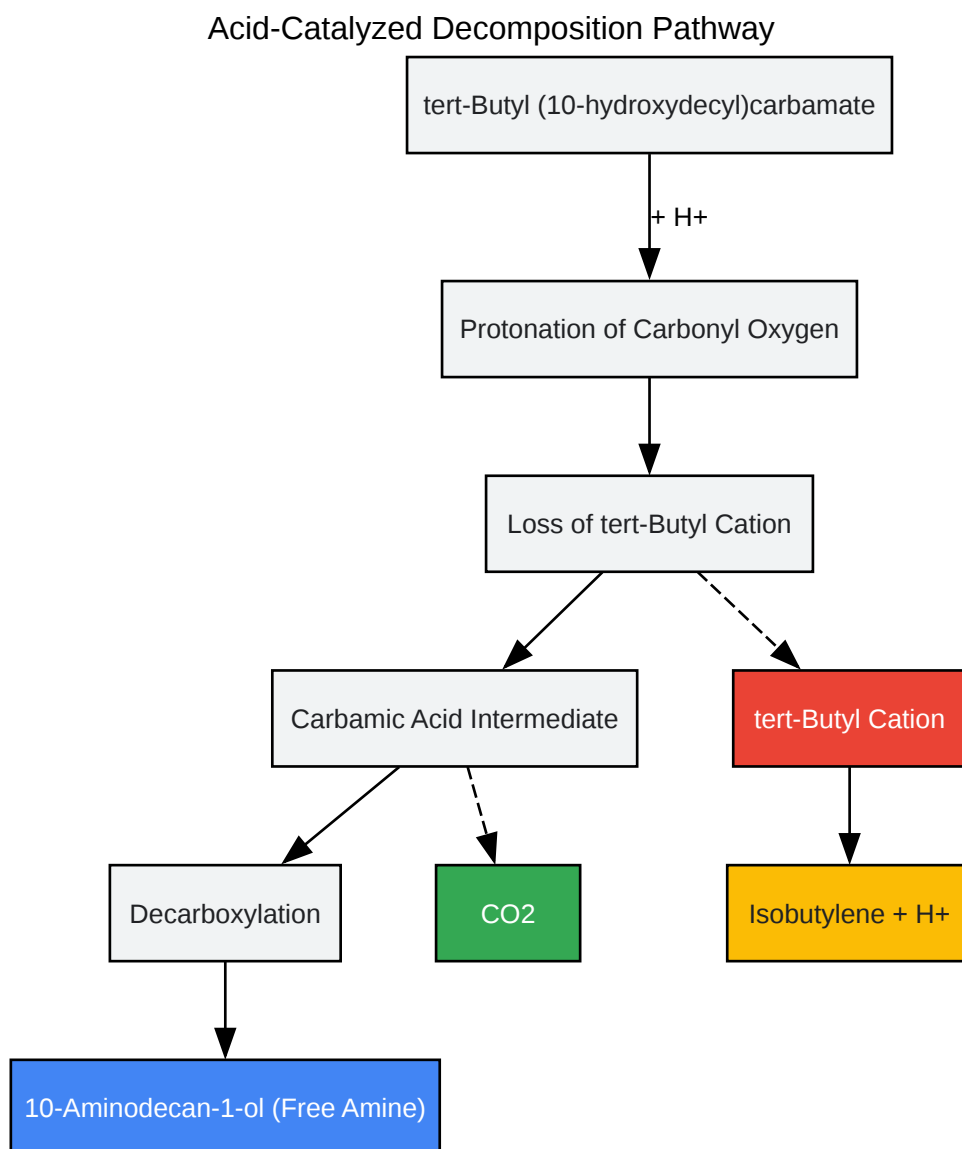 Acid-Catalyzed Decomposition Pathway
tert-Butyl (10-hydroxydecyl)carbamate
+ H+
Protonation of Carbonyl Oxygen
Loss of tert-Butyl Cation
Carbamic Acid Intermediate
tert-Butyl Cation
Decarboxylation
CO2
Isobutylene + H+
10-Aminodecan-1-ol (Free Amine)